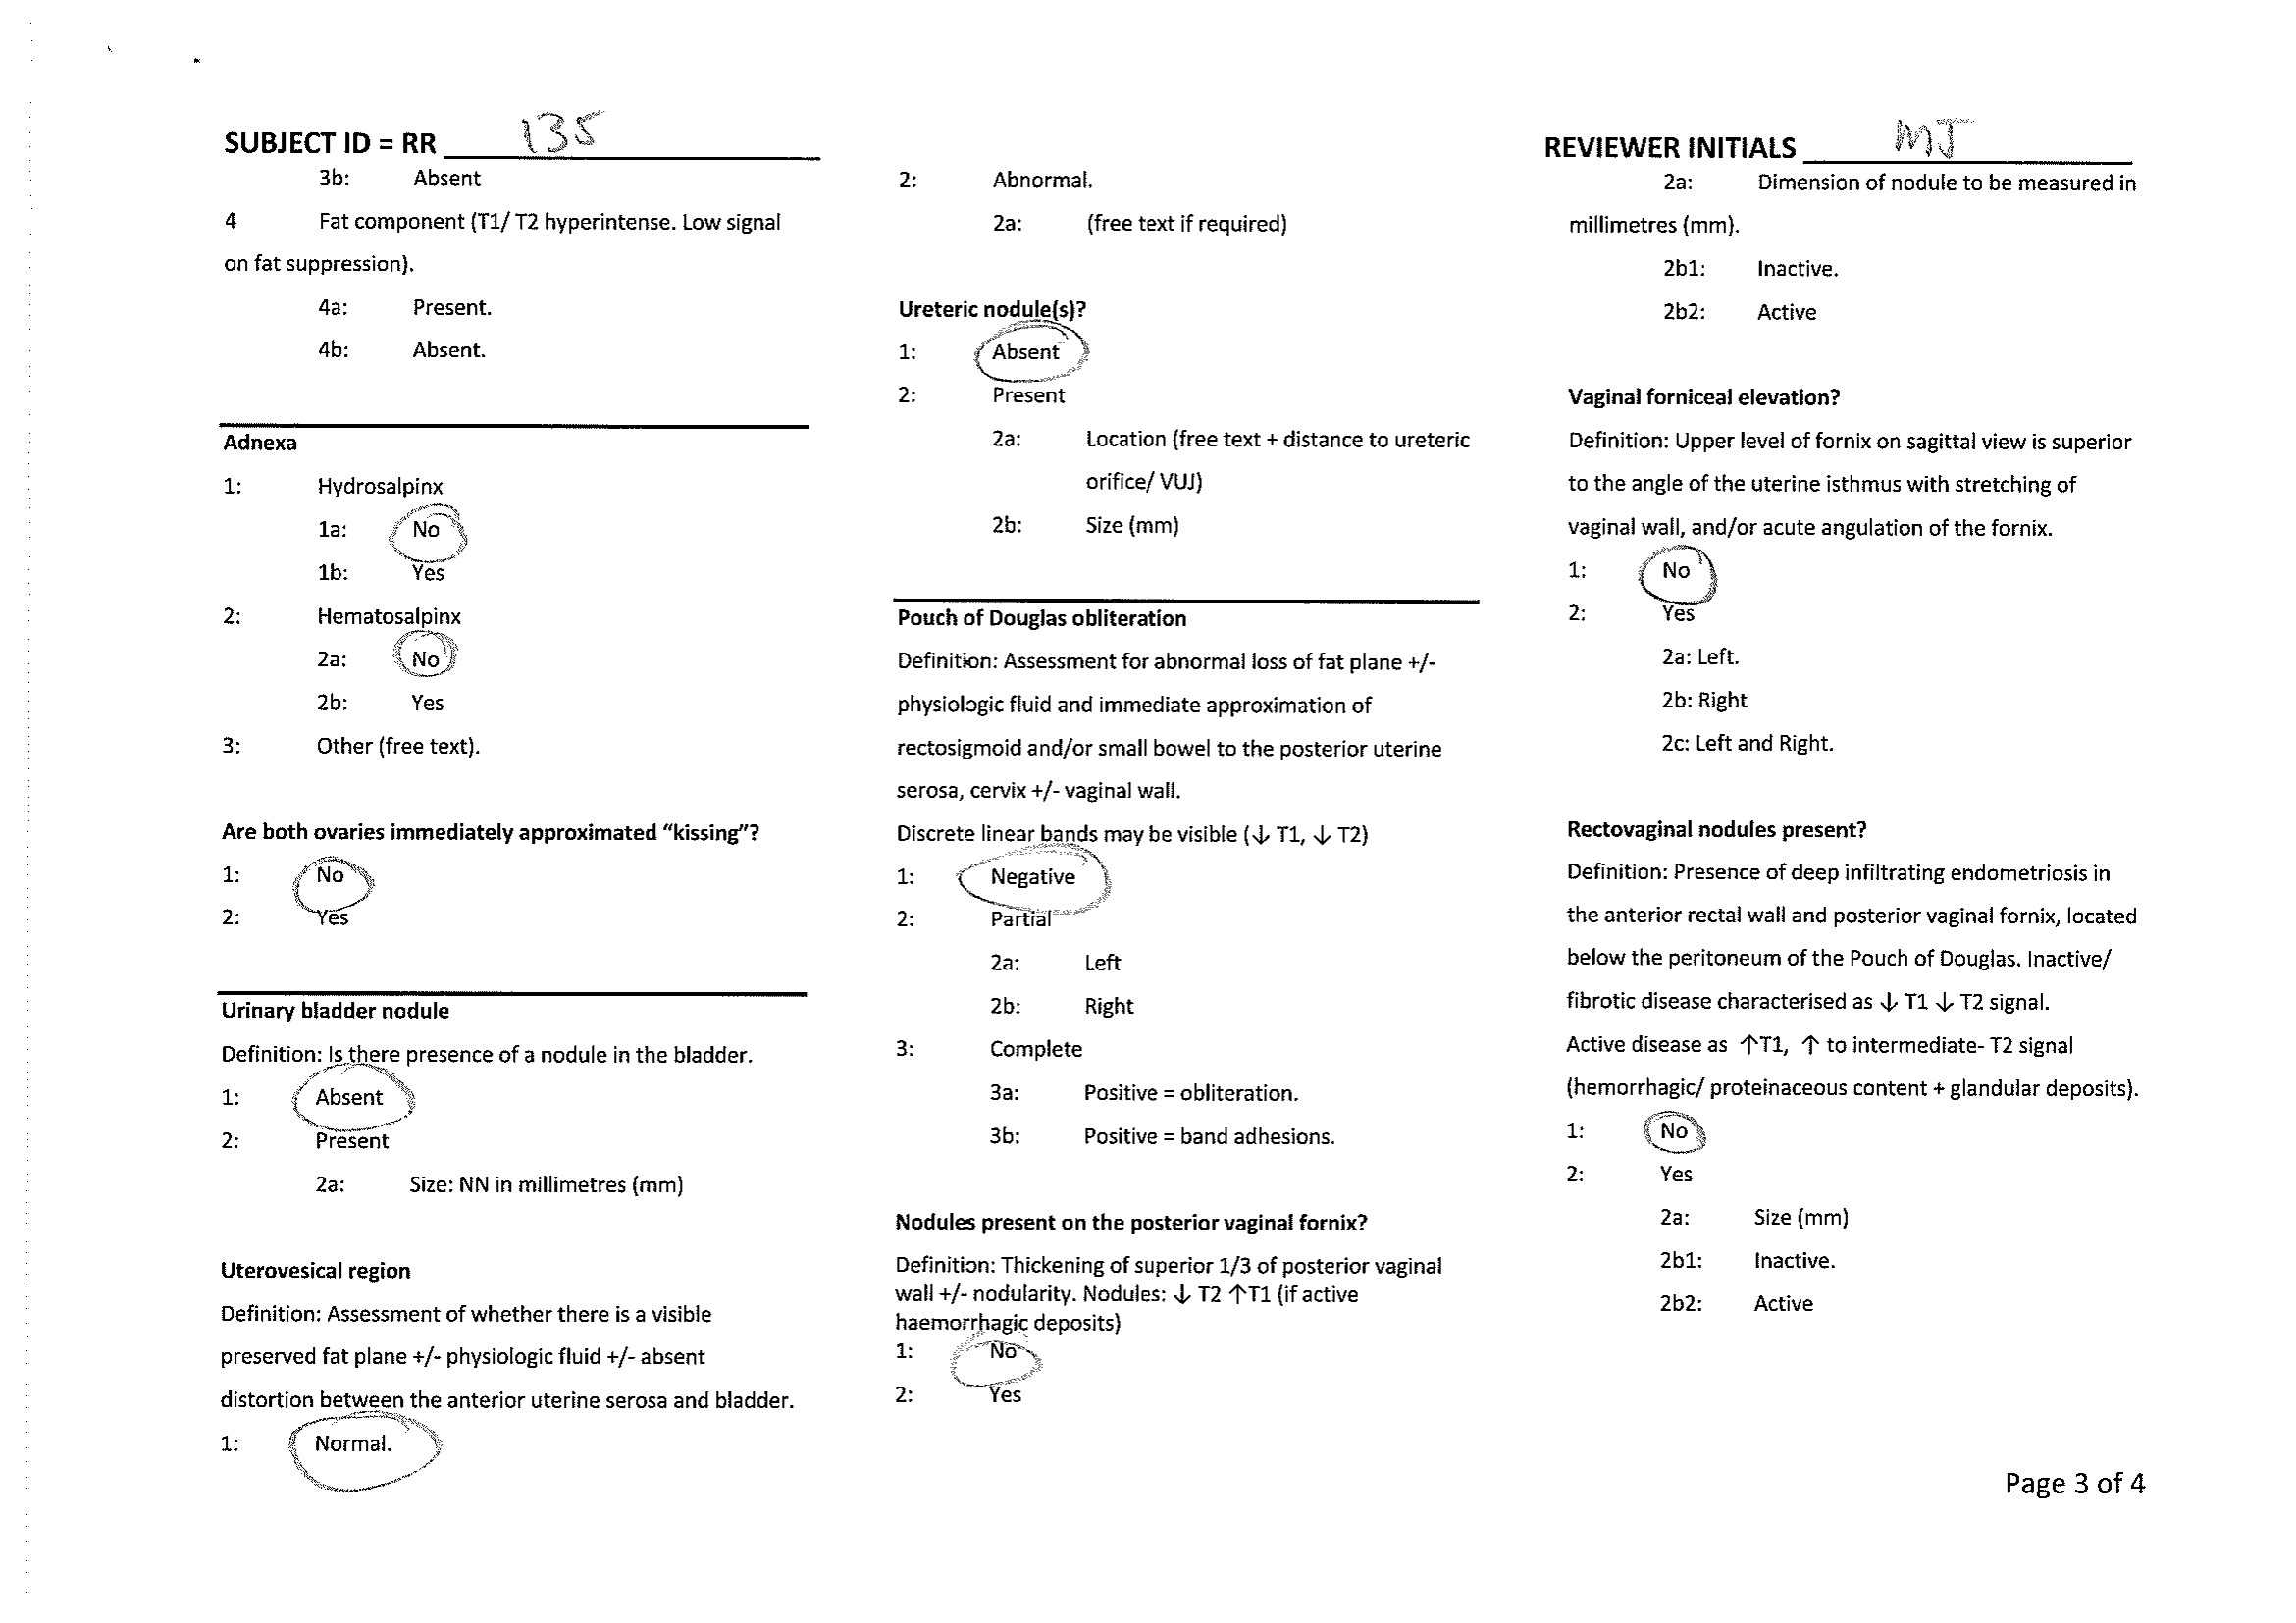 SUBJECT ID = RR 135
3b: Absent
4 Fat component (T1/ T2 hyperintense. Low signal
on fat suppression).
4a: Present.
4b: Absent.
Adnexa
1: Hydrosalpinx
1a: No
1b: Yes
2: Hematosalpinx
2a: No
2b: Yes
3: Other (free text).
Are both ovaries immediately approximated “kissing”?
1: No
2: Yes
Urinary bladder nodule
Definition: Is there presence of a nodule in the bladder.
1: Absent
2: Present
2a: Size: NN in millimetres (mm)
Uterovesical region
Definition: Assessment of whether there is a visible
preserved fat plane +/- physiologic fluid +/- absent
distortion between the anterior uterine serosa and bladder.
1: Normal.
2: Abnormal.
2a: (free text if required)
Ureteric nodule(s)?
1: Absent
2: Present
2a: Location (free text + distance to ureteric
orifice/ VUJ)
2b: Size (mm)
Pouch of Douglas obliteration
Definition: Assessment for abnormal loss of fat plane +/-
physiologic fluid and immediate approximation of
rectosigmoid and/or small bowel to the posterior uterine
serosa, cervix +/- vaginal wall.
Discrete linear bands may be visible (↓ T1, ↓ T2)
1: Negative
2: Partial
2a: Left
2b: Right
3: Complete
3a: Positive = obliteration.
3b: Positive = band adhesions.
Nodules present on the posterior vaginal fornix?
Definition: Thickening of superior 1/3 of posterior vaginal
wall +/- nodularity. Nodules: ↓ T2 ↑T1 (if active
haemorrhagic deposits)
1: No
2: Yes
REVIEWER INITIALS MJ
2a: Dimension of nodule to be measured in
millimetres (mm).
2b1: Inactive.
2b2: Active
Vaginal forniceal elevation?
Definition: Upper level of fornix on sagittal view is superior
to the angle of the uterine isthmus with stretching of
vaginal wall, and/or acute angulation of the fornix.
1: No
2: Yes
2a: Left.
2b: Right
2c: Left and Right.
Rectovaginal nodules present?
Definition: Presence of deep infiltrating endometriosis in
the anterior rectal wall and posterior vaginal fornix, located
below the peritoneum of the Pouch of Douglas. Inactive/
fibrotic disease characterised as ↓ T1 ↓ T2 signal.
Active disease as ↑T1, ↑ to intermediate- T2 signal
(hemorrhagic/ proteinaceous content + glandular deposits).
1: No
2: Yes
2a: Size (mm)
2b1: Inactive.
2b2: Active
Page 3 of 4